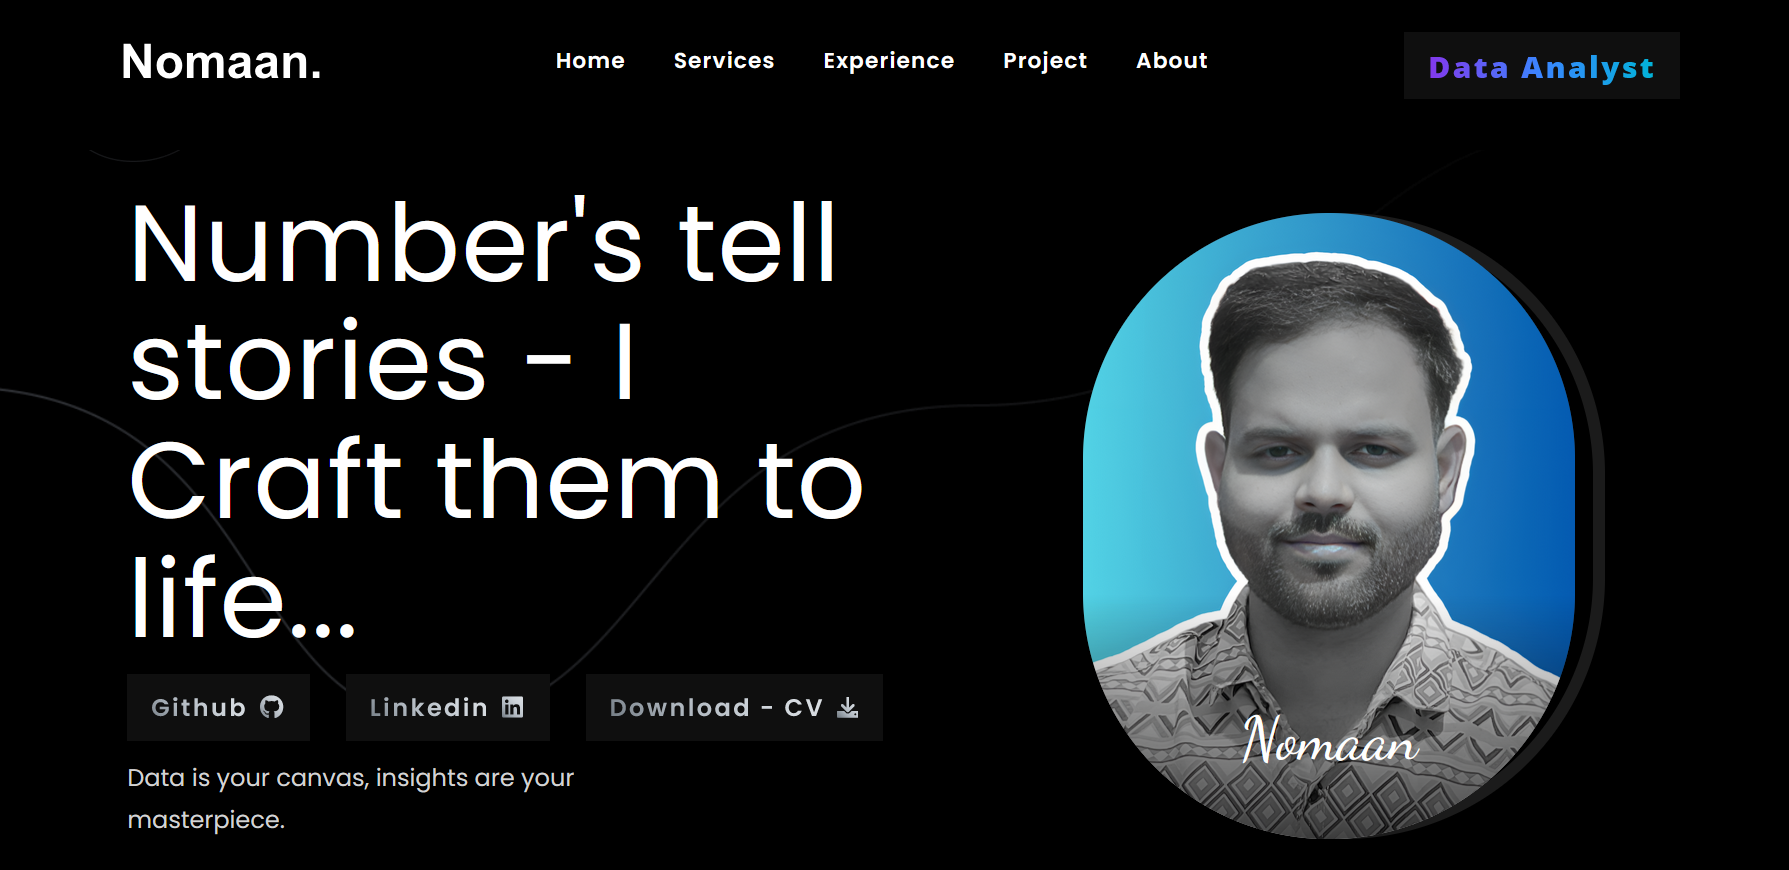 Nomaan.
Home Services Experience Project About
Data Analyst
Number's tell
stories - I
Craft them to
life...
Github
Linkedin in
Download - CV
Data is your canvas, insights are your
masterpiece.
Nomaan